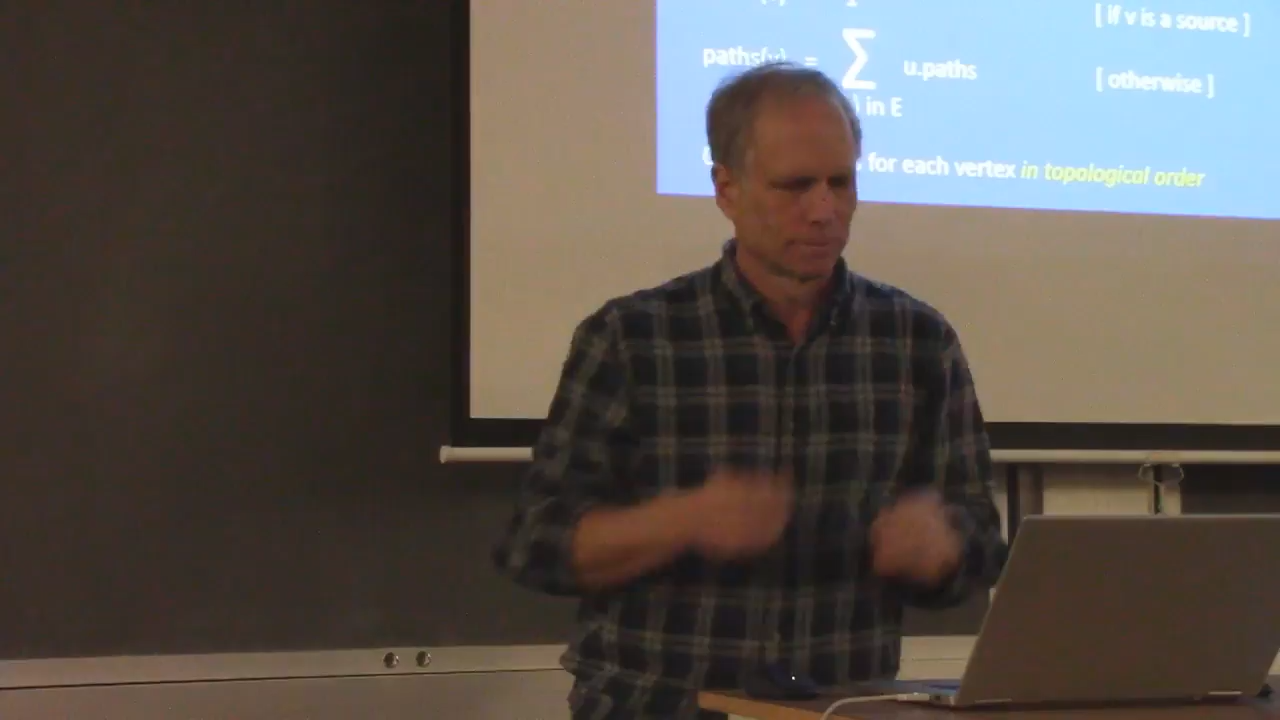 [ if v is a source ]
paths(v) = ∑ u.paths [ otherwise ]
) in E
for each vertex in topological order